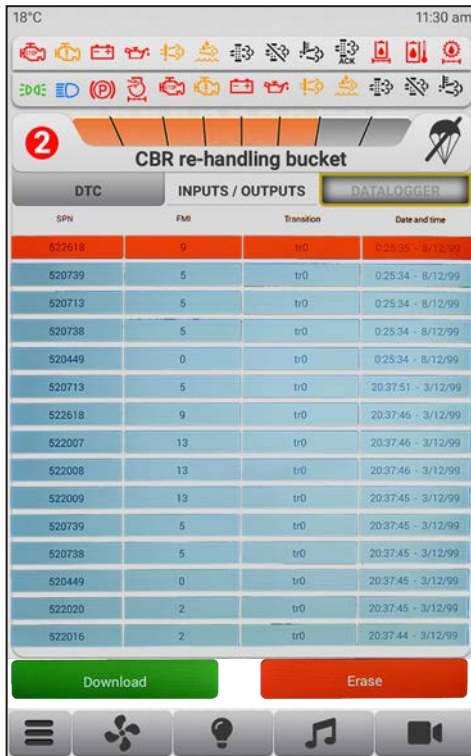 18°C 11:30 am
STOP
ACK
STOP
2
CBR re-handling bucket
DTC INPUTS / OUTPUTS DATALOGGER
SPN FMI Transition Date and time
522618 9 tr0 0:25:35 - 8/12/99
520739 5 tr0 0:25:34 - 8/12/99
520713 5 tr0 0:25:34 - 8/12/99
520738 5 tr0 0:25:34 - 8/12/99
520449 0 tr0 0:25:34 - 8/12/99
520713 5 tr0 20:37:51 - 3/12/99
522618 9 tr0 20:37:46 - 3/12/99
522007 13 tr0 20:37:46 - 3/12/99
522008 13 tr0 20:37:46 - 3/12/99
522009 13 tr0 20:37:45 - 3/12/99
520739 5 tr0 20:37:45 - 3/12/99
520738 5 tr0 20:37:45 - 3/12/99
520449 0 tr0 20:37:45 - 3/12/99
522020 2 tr0 20:37:45 - 3/12/99
522016 2 tr0 20:37:44 - 3/12/99
Download Erase